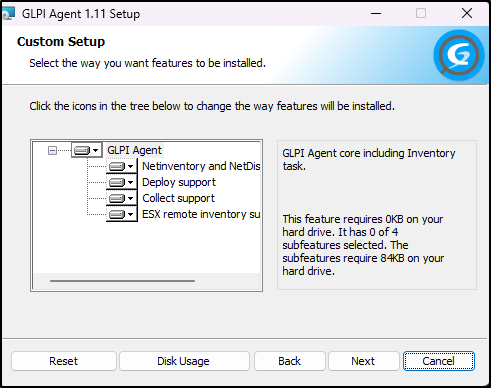 GLPI Agent 1.11 Setup
Custom Setup
Select the way you want features to be installed.
Click the icons in the tree below to change the way features will be installed.
GLPI Agent
Netinventory and NetDis
Deploy support
Collect support
ESX remote inventory su
GLPI Agent core including Inventory
task.
This feature requires 0KB on your
hard drive. It has 0 of 4
subfeatures selected. The
subfeatures require 84KB on your
hard drive.
Reset
Disk Usage
Back
Next
Cancel